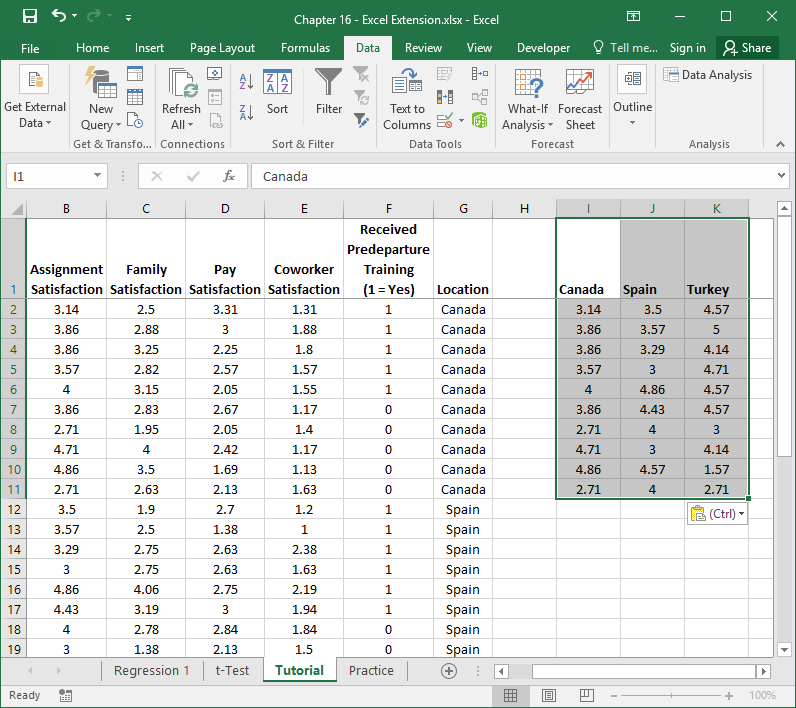 Chapter 16 - Excel Extension.xlsx - Excel
File Home Insert Page Layout Formulas Data Review View Developer Tell me... Sign in Share
Get External Data
New Query
Get & Transfo...
Refresh All
Connections
Sort
Filter
Sort & Filter
Text to Columns
Data Tools
What-If Analysis
Forecast Sheet
Forecast
Outline
Data Analysis
Analysis
I1 fx Canada
B C D E F G H I J K
1 Assignment Satisfaction Family Satisfaction Pay Satisfaction Coworker Satisfaction Received Predeparture Training (1 = Yes) Location Canada Spain Turkey
2 3.14 2.5 3.31 1.31 1 Canada 3.14 3.5 4.57
3 3.86 2.88 3 1.88 1 Canada 3.86 3.57 5
4 3.86 3.25 2.25 1.8 1 Canada 3.86 3.29 4.14
5 3.57 2.82 2.57 1.57 1 Canada 3.57 3 4.71
6 4 3.15 2.05 1.55 1 Canada 4 4.86 4.57
7 3.86 2.83 2.67 1.17 0 Canada 3.86 4.43 4.57
8 2.71 1.95 2.05 1.4 0 Canada 2.71 4 3
9 4.71 4 2.42 1.17 0 Canada 4.71 3 4.14
10 4.86 3.5 1.69 1.13 0 Canada 4.86 4.57 1.57
11 2.71 2.63 2.13 1.63 0 Canada 2.71 4 2.71
12 3.5 1.9 2.7 1.2 1 Spain (Ctrl)
13 3.57 2.5 1.38 1 1 Spain
14 3.29 2.75 2.63 2.38 1 Spain
15 3 2.75 2.63 1.63 1 Spain
16 4.86 4.06 2.75 2.19 1 Spain
17 4.43 3.19 3 1.94 1 Spain
18 4 2.78 2.84 1.84 0 Spain
19 3 1.38 2.13 1.5 0 Spain
Regression 1 t-Test Tutorial Practice
Ready 100%